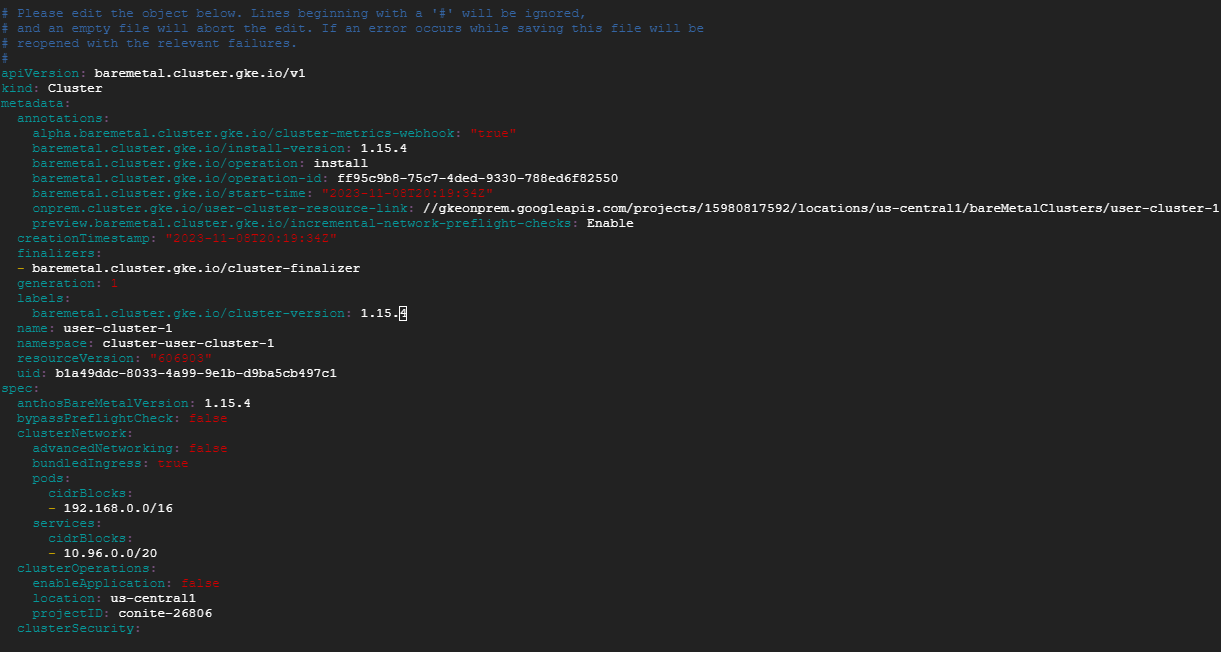 # Please edit the object below. Lines beginning with a '#' will be ignored,
# and an empty file will abort the edit. If an error occurs while saving this file will be
# reopened with the relevant failures.
#
apiVersion: baremetal.cluster.gke.io/v1
kind: Cluster
metadata:
  annotations:
    alpha.baremetal.cluster.gke.io/cluster-metrics-webhook: "true"
    baremetal.cluster.gke.io/install-version: 1.15.4
    baremetal.cluster.gke.io/operation: install
    baremetal.cluster.gke.io/operation-id: ff95c9b8-75c7-4ded-9330-788ed6f82550
    baremetal.cluster.gke.io/start-time: "2023-11-08T20:19:34Z"
    onprem.cluster.gke.io/user-cluster-resource-link: //gkeonprem.googleapis.com/projects/15980817592/locations/us-central1/bareMetalClusters/user-cluster-1
    preview.baremetal.cluster.gke.io/incremental-network-preflight-checks: Enable
  creationTimestamp: "2023-11-08T20:19:34Z"
  finalizers:
  - baremetal.cluster.gke.io/cluster-finalizer
  generation: 1
  labels:
    baremetal.cluster.gke.io/cluster-version: 1.15.4
  name: user-cluster-1
  namespace: cluster-user-cluster-1
  resourceVersion: "606903"
  uid: b1a49ddc-8033-4a99-9e1b-d9ba5cb497c1
spec:
  anthosBareMetalVersion: 1.15.4
  bypassPreflightCheck: false
  clusterNetwork:
    advancedNetworking: false
    bundledIngress: true
    pods:
      cidrBlocks:
      - 192.168.0.0/16
    services:
      cidrBlocks:
      - 10.96.0.0/20
  clusterOperations:
    enableApplication: false
    location: us-central1
    projectID: conite-26806
  clusterSecurity: